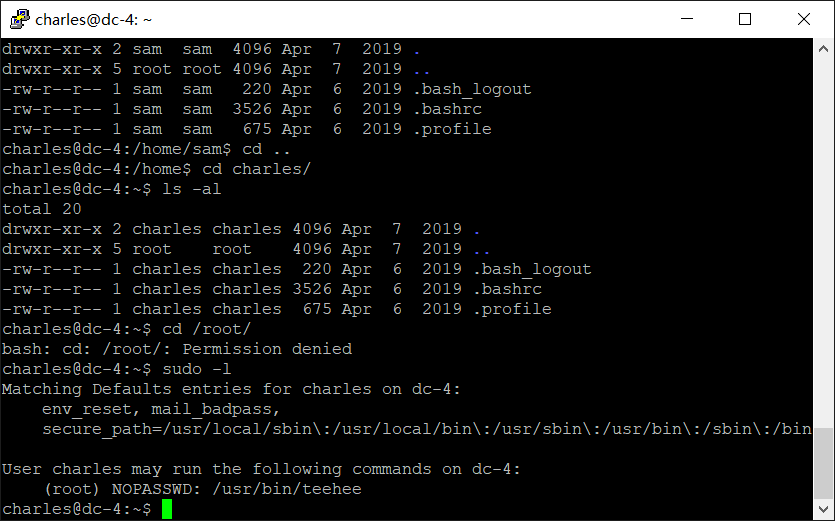 charles@dc-4: ~
drwxr-xr-x 2 sam  sam  4096 Apr  7  2019 .
drwxr-xr-x 5 root root 4096 Apr  7  2019 ..
-rw-r--r-- 1 sam  sam   220 Apr  6  2019 .bash_logout
-rw-r--r-- 1 sam  sam  3526 Apr  6  2019 .bashrc
-rw-r--r-- 1 sam  sam   675 Apr  6  2019 .profile
charles@dc-4:/home/sam$ cd ..
charles@dc-4:/home$ cd charles/
charles@dc-4:~$ ls -al
total 20
drwxr-xr-x 2 charles charles 4096 Apr  7  2019 .
drwxr-xr-x 5 root    root    4096 Apr  7  2019 ..
-rw-r--r-- 1 charles charles  220 Apr  6  2019 .bash_logout
-rw-r--r-- 1 charles charles 3526 Apr  6  2019 .bashrc
-rw-r--r-- 1 charles charles  675 Apr  6  2019 .profile
charles@dc-4:~$ cd /root/
bash: cd: /root/: Permission denied
charles@dc-4:~$ sudo -l
Matching Defaults entries for charles on dc-4:
    env_reset, mail_badpass,
    secure_path=/usr/local/sbin\:/usr/local/bin\:/usr/sbin\:/usr/bin\:/sbin\:/bin
User charles may run the following commands on dc-4:
    (root) NOPASSWD: /usr/bin/teehee
charles@dc-4:~$